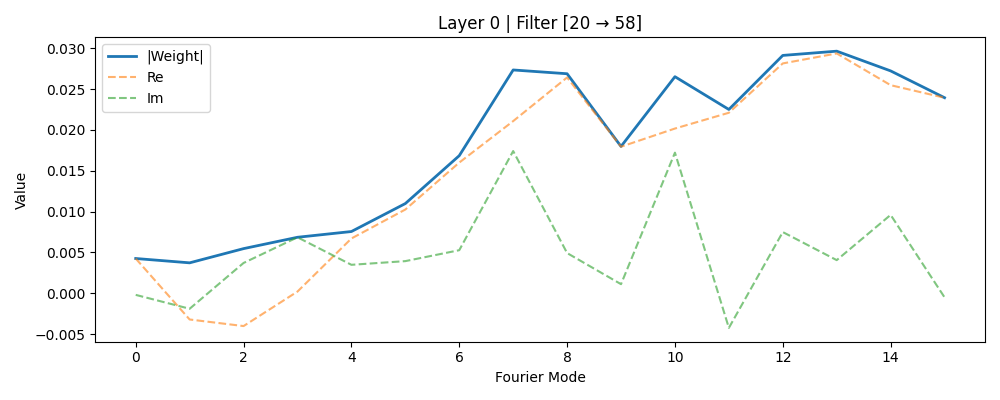 Layer 0 | Filter [20 → 58]
|Weight|
Re
Im
Value
0.030
0.025
0.020
0.015
0.010
0.005
0.000
−0.005
0 2 4 6 8 10 12 14
Fourier Mode